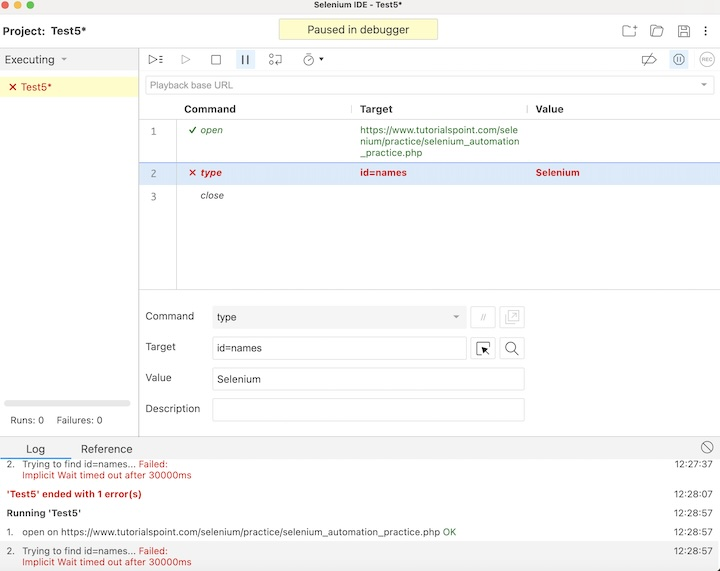 Selenium IDE - Test5*
Project: Test5*
Paused in debugger
Executing
REC
Test5*
Playback base URL
Command Target Value
1 open https://www.tutorialspoint.com/sele
nium/practice/selenium_automation
_practice.php
2 type id=names Selenium
3 close
Command type //
Target id=names
Value Selenium
Description
Runs: 0 Failures: 0
Log Reference
2. Trying to find id=names... Failed: 12:27:37
Implicit Wait timed out after 30000ms
'Test5' ended with 1 error(s) 12:28:07
Running 'Test5' 12:28:57
1. open on https://www.tutorialspoint.com/selenium/practice/selenium_automation_practice.php OK 12:28:57
2. Trying to find id=names... Failed: 12:28:57
Implicit Wait timed out after 30000ms